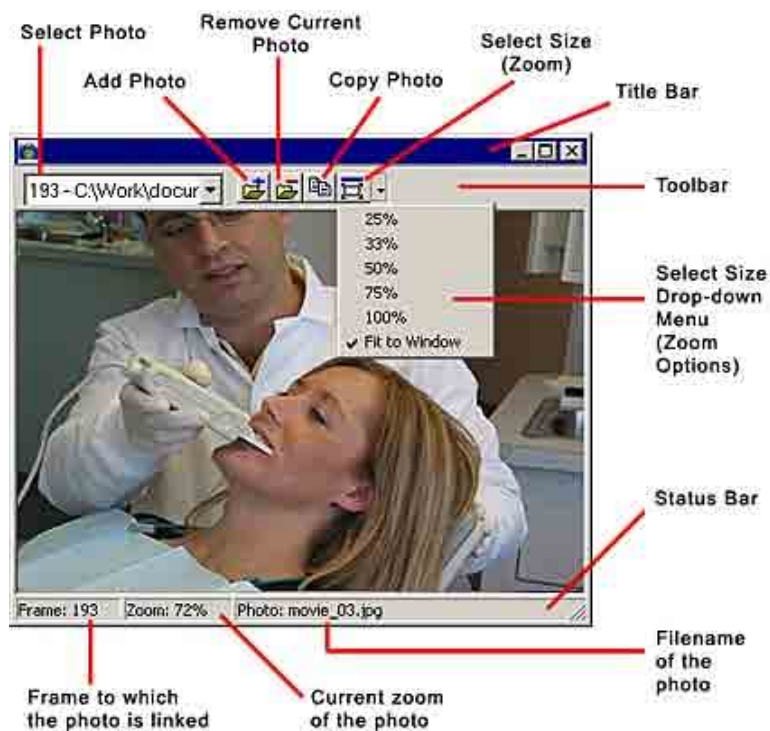 Select Photo
Remove Current
Photo
Add Photo
Copy Photo
Select Size
(Zoom)
Title Bar
193 - C:\Work\docur
Toolbar
25%
33%
50%
75%
100%
Fit to Window
Select Size
Drop-down
Menu
(Zoom
Options)
Status Bar
Frame: 193
Zoom: 72%
Photo: movie_03.jpg
Frame to which
the photo is linked
Current zoom
of the photo
Filename
of the
photo